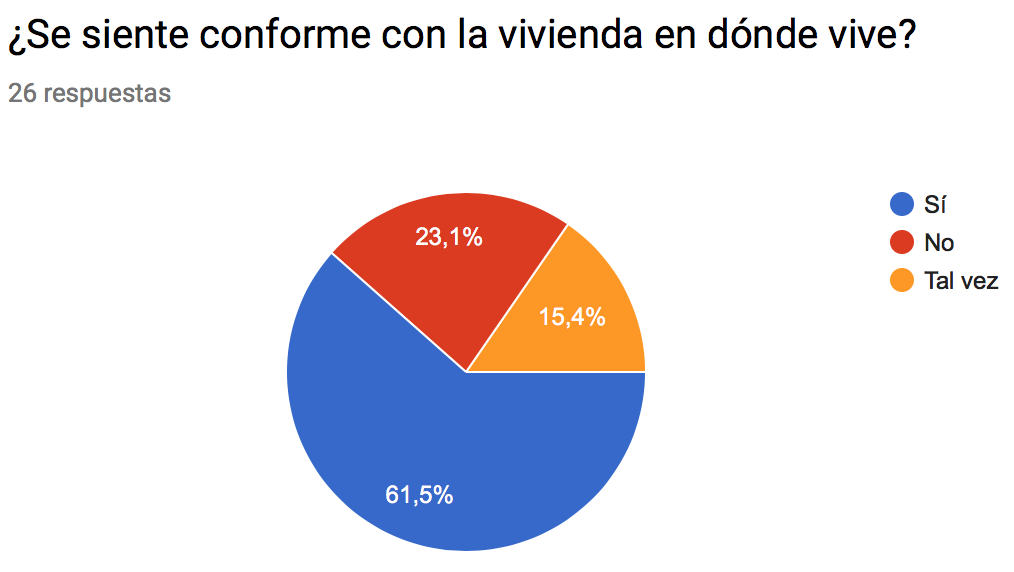 ¿Se siente conforme con la vivienda en dónde vive?
26 respuestas
Sí
No
Tal vez
23,1%
15,4%
61,5%